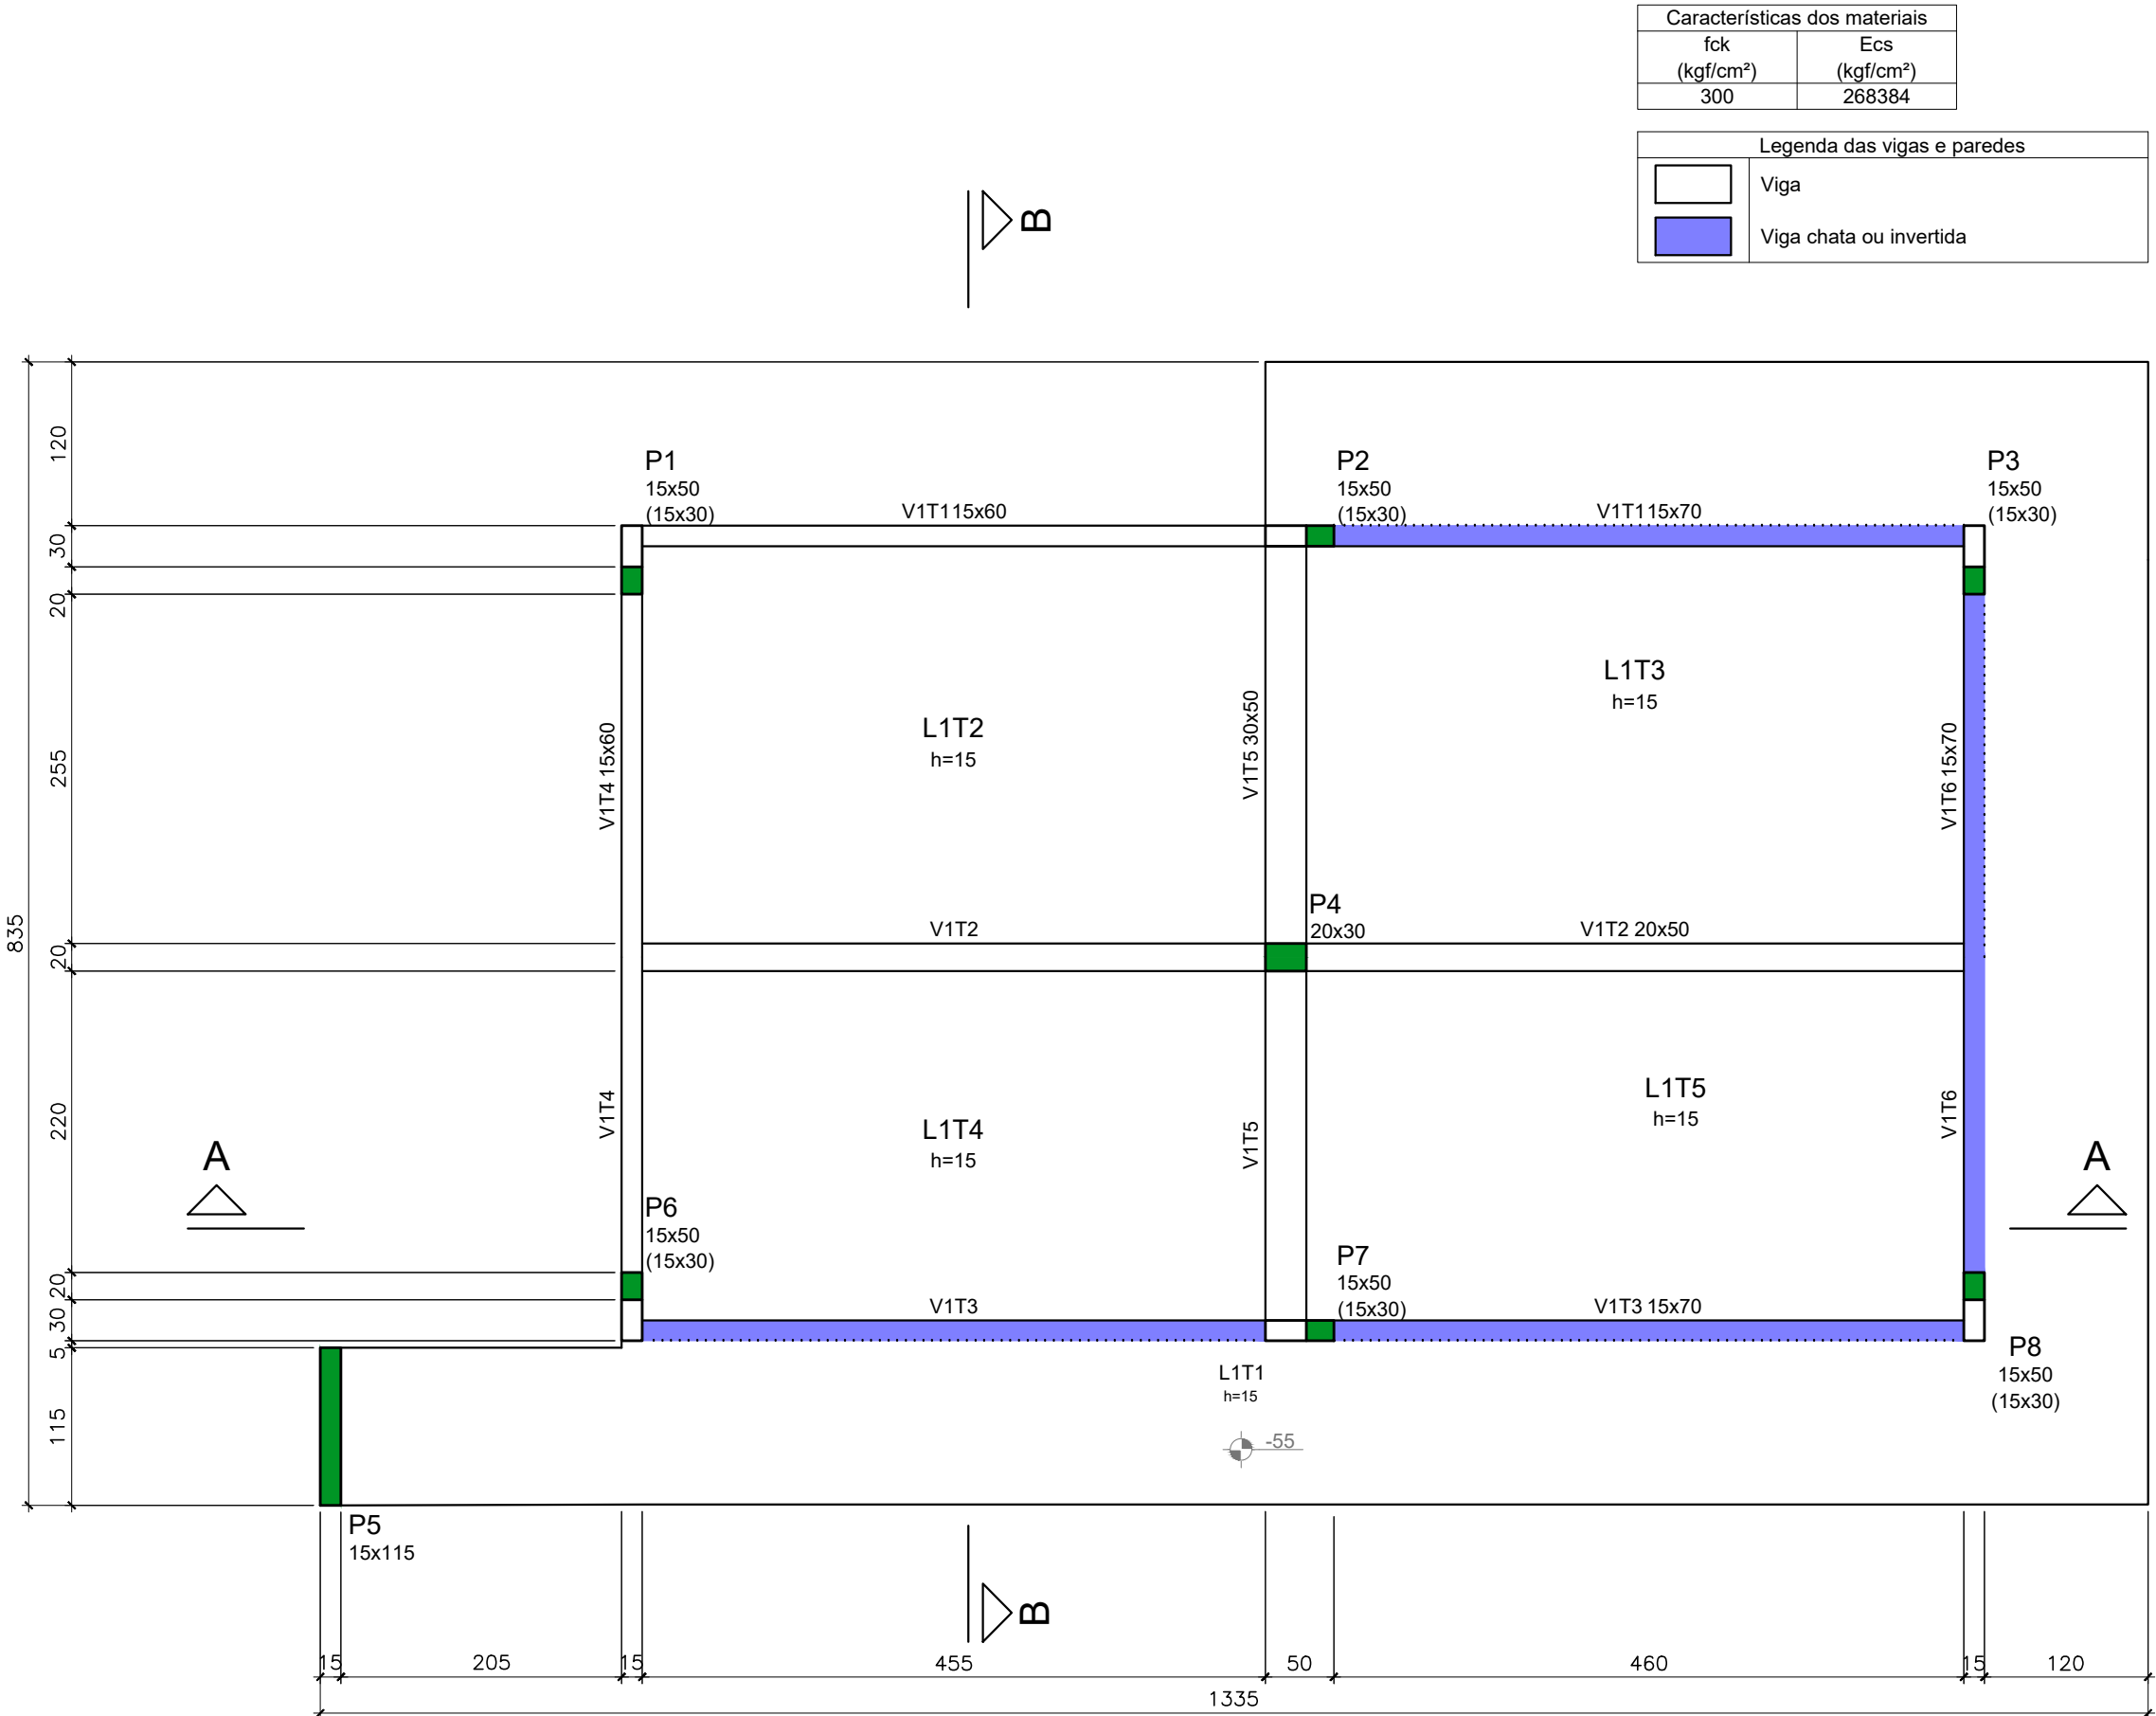 Características dos materiais
fck
(kgf/cm²)
Ecs
(kgf/cm²)
300
268384
Legenda das vigas e paredes
Viga
Viga chata ou invertida
B
P1
15x50
(15x30)
V1T115x60
P2
15x50
(15x30)
V1T115x70
P3
15x50
(15x30)
120
30
20
255
20
220
20
30
5
115
835
L1T2
h=15
L1T3
h=15
V1T4 15x60
V1T5 30x50
V1T6 15x70
P4
20x30
V1T2
V1T2 20x50
V1T4
V1T5
V1T6
L1T4
h=15
L1T5
h=15
A
A
P6
15x50
(15x30)
P7
15x50
(15x30)
V1T3
V1T3 15x70
P8
15x50
(15x30)
L1T1
h=15
-55
P5
15x115
B
15
205
15
455
50
460
15
120
1335